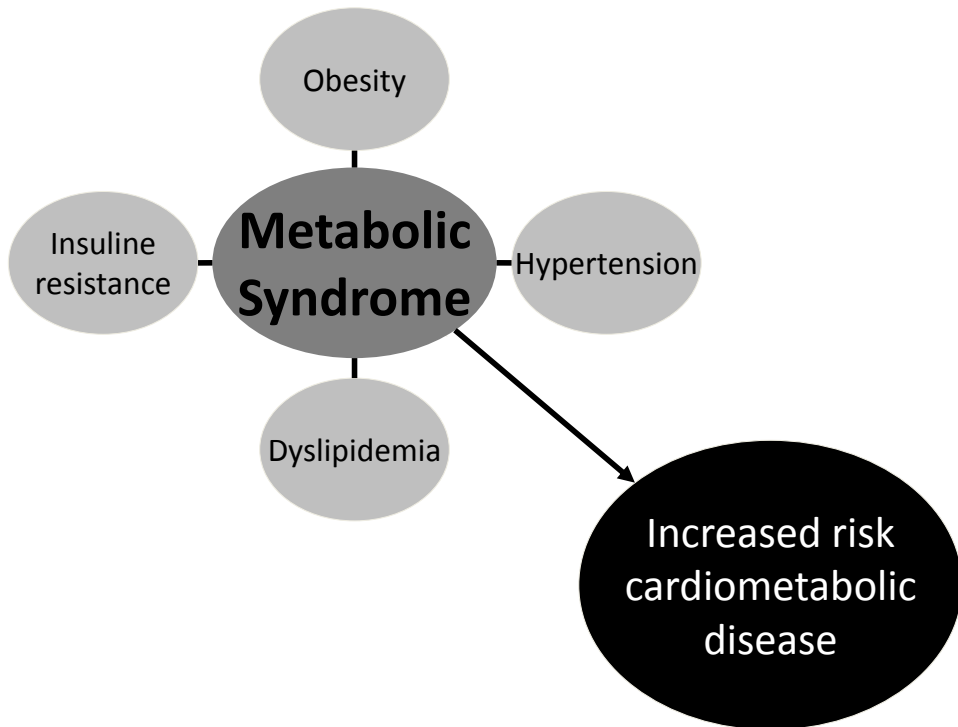 Obesity
Insuline
resistance
Metabolic
Syndrome
Hypertension
Dyslipidemia
Increased risk
cardiometabolic
disease